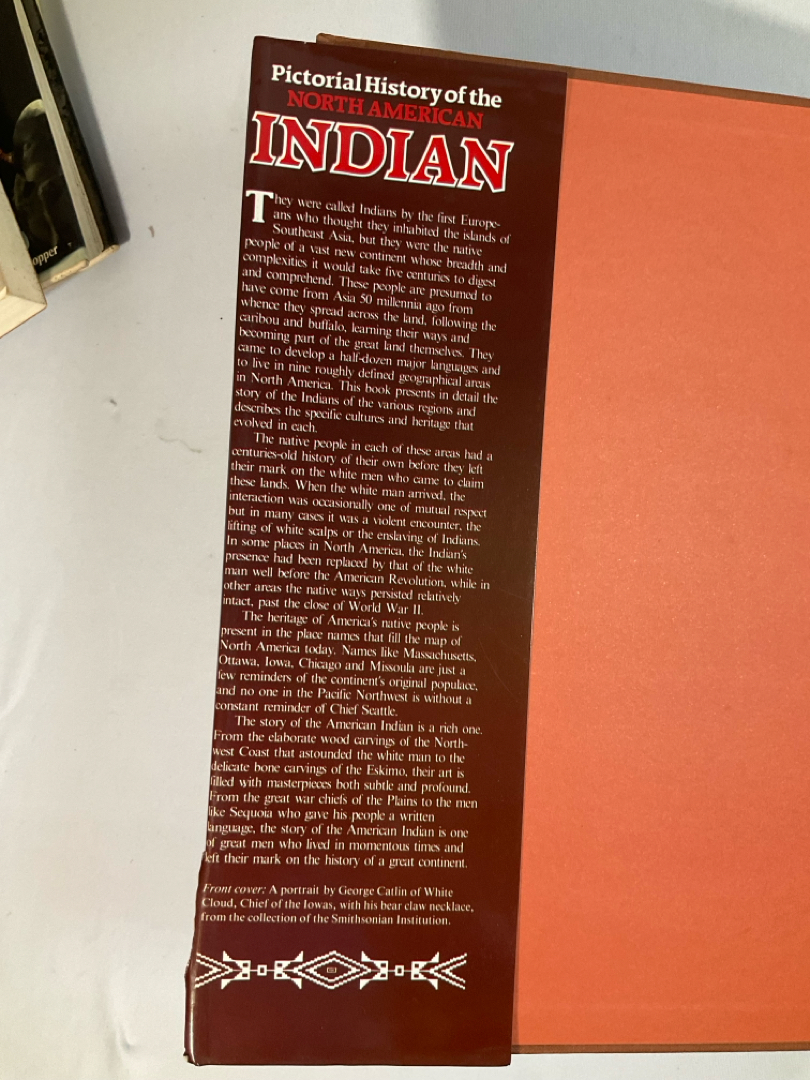 Pictorial History of the
NORTH AMERICAN
INDIAN
They were called Indians by the first Europe-
ans who thought they inhabited the islands of
Southeast Asia, but they were the native
people of a vast new continent whose breadth and
complexities it would take five centuries to digest
and comprehend. These people are presumed to
have come from Asia 50 millennia ago from
whence they spread across the land, following the
caribou and buffalo, learning their ways and
becoming part of the great land themselves. They
came to develop a half-dozen major languages and
to live in nine roughly defined geographical areas
in North America. This book presents in detail the
story of the Indians of the various regions and
describes the specific cultures and heritage that
evolved in each.
The native people in each of these areas had a
centuries-old history of their own before they left
their mark on the white men who came to claim
these lands. When the white man arrived, the
interaction was occasionally one of mutual respect
but in many cases it was a violent encounter, the
lifting of white scalps or the enslaving of Indians.
In some places in North America, the Indian's
presence had been replaced by that of the white
man well before the American Revolution, while in
other areas the native ways persisted relatively
intact, past the close of World War II.
The heritage of America's native people is
present in the place names that fill the map of
North America today. Names like Massachusetts,
Ottawa, Iowa, Chicago and Missoula are just a
few reminders of the continent's original populace,
and no one in the Pacific Northwest is without a
constant reminder of Chief Seattle.
The story of the American Indian is a rich one.
From the elaborate wood carvings of the North-
west Coast that astounded the white man to the
delicate bone carvings of the Eskimo, their art is
filled with masterpieces both subtle and profound.
From the great war chiefs of the Plains to the men
like Sequoia who gave his people a written
language, the story of the American Indian is one
of great men who lived in momentous times and
left their mark on the history of a great continent.
Front cover: A portrait by George Catlin of White
Cloud, Chief of the Iowas, with his bear claw necklace,
from the collection of the Smithsonian Institution.
opper